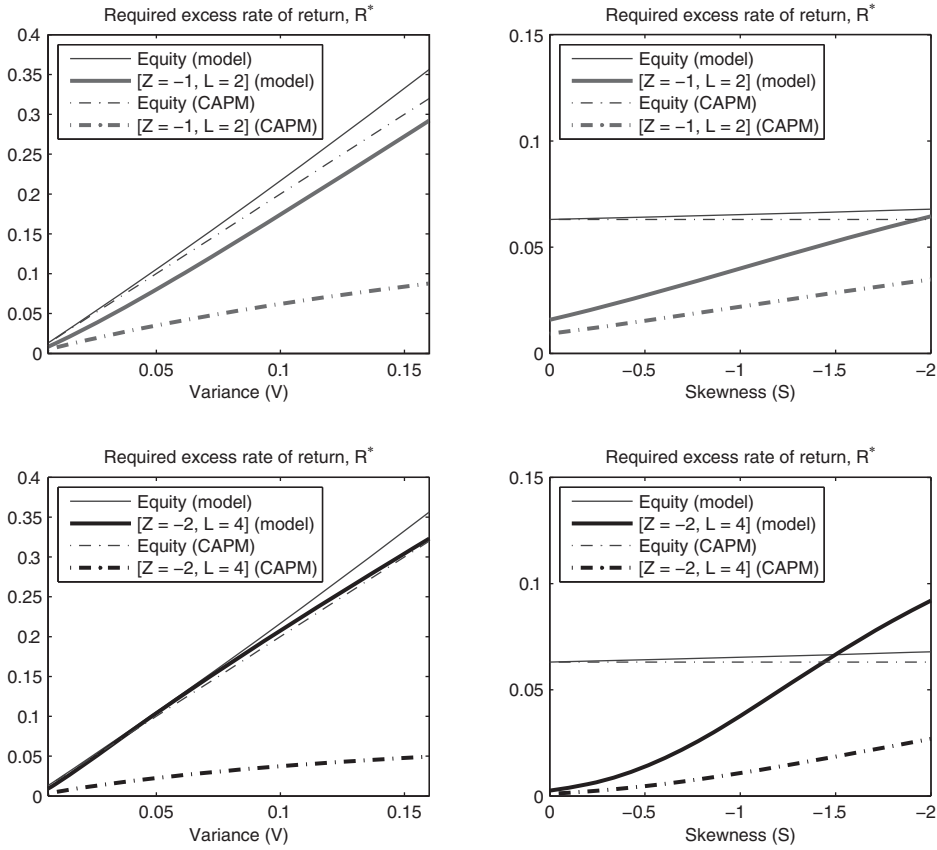 Required excess rate of return, R*
0.4
0.35
0.3
0.25
0.2
0.15
0.1
0.05
0
Equity (model)
[Z = −1, L = 2] (model)
Equity (CAPM)
[Z = −1, L = 2] (CAPM)
0.05
0.1
0.15
Variance (V)
Required excess rate of return, R*
0.15
0.1
0.05
0
Equity (model)
[Z = −1, L = 2] (model)
Equity (CAPM)
[Z = −1, L = 2] (CAPM)
0
−0.5
−1
−1.5
−2
Skewness (S)
Required excess rate of return, R*
0.4
0.35
0.3
0.25
0.2
0.15
0.1
0.05
0
Equity (model)
[Z = −2, L = 4] (model)
Equity (CAPM)
[Z = −2, L = 4] (CAPM)
0.05
0.1
0.15
Variance (V)
Required excess rate of return, R*
0.15
0.1
0.05
0
Equity (model)
[Z = −2, L = 4] (model)
Equity (CAPM)
[Z = −2, L = 4] (CAPM)
0
−0.5
−1
−1.5
−2
Skewness (S)